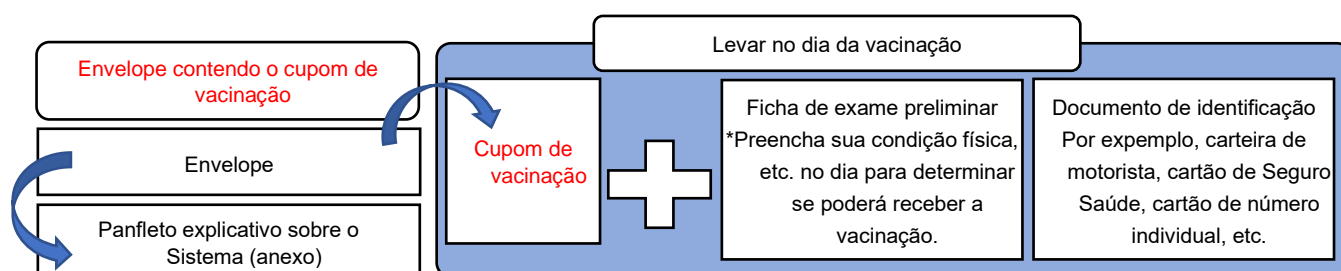 Envelope contendo o cupom de
vacinação
Envelope
Panfleto explicativo sobre o
Sistema (anexo)
Levar no dia da vacinação
Cupom de
vacinação
Ficha de exame preliminar
*Preencha sua condição física,
etc. no dia para determinar
se poderá receber a
vacinação.
Documento de identificação
Por expemplo, carteira de
motorista, cartão de Seguro
Saúde, cartão de número
individual, etc.